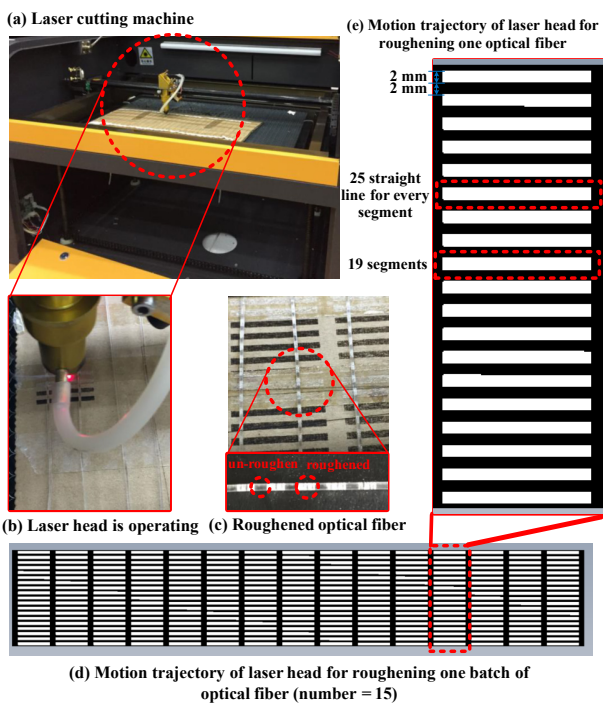 (a) Laser cutting machine
(e) Motion trajectory of laser head for
roughening one optical fiber
2 mm
2 mm
25 straight
line for every
segment
19 segments
un-roughen
roughened
(b) Laser head is operating
(c) Roughened optical fiber
(d) Motion trajectory of laser head for roughening one batch of
optical fiber (number = 15)